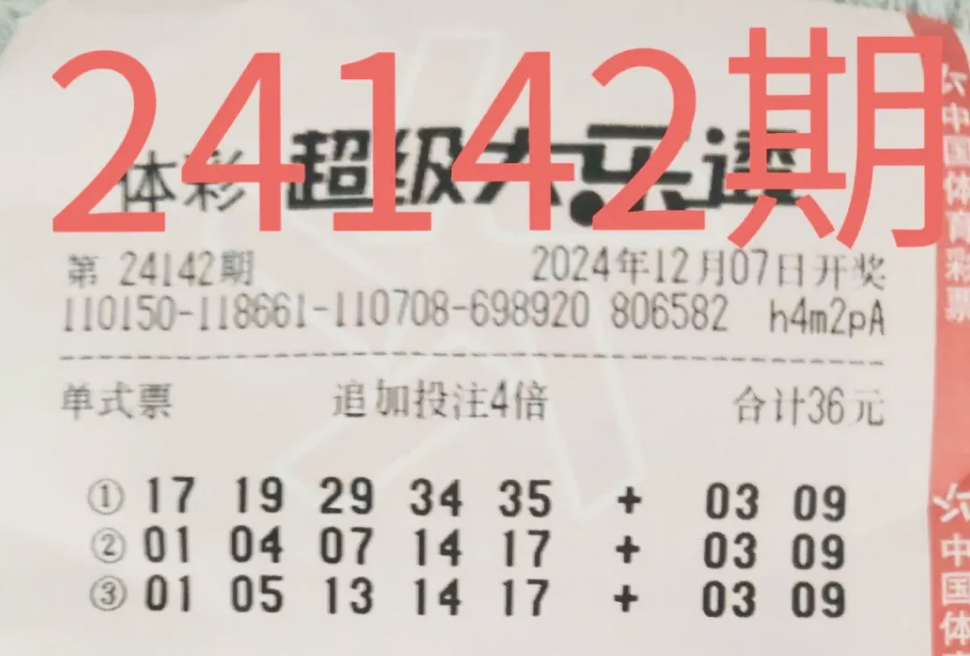 24142期
体彩 超级大乐透
第 24142期 2024年12月07日开奖
110150-118661-110708-698920 806582 h4m2pA
单式票 追加投注4倍 合计36元
① 17 19 29 34 35 + 03 09
② 01 04 07 14 17 + 03 09
③ 01 05 13 14 17 + 03 09
中国体育彩票
中国体